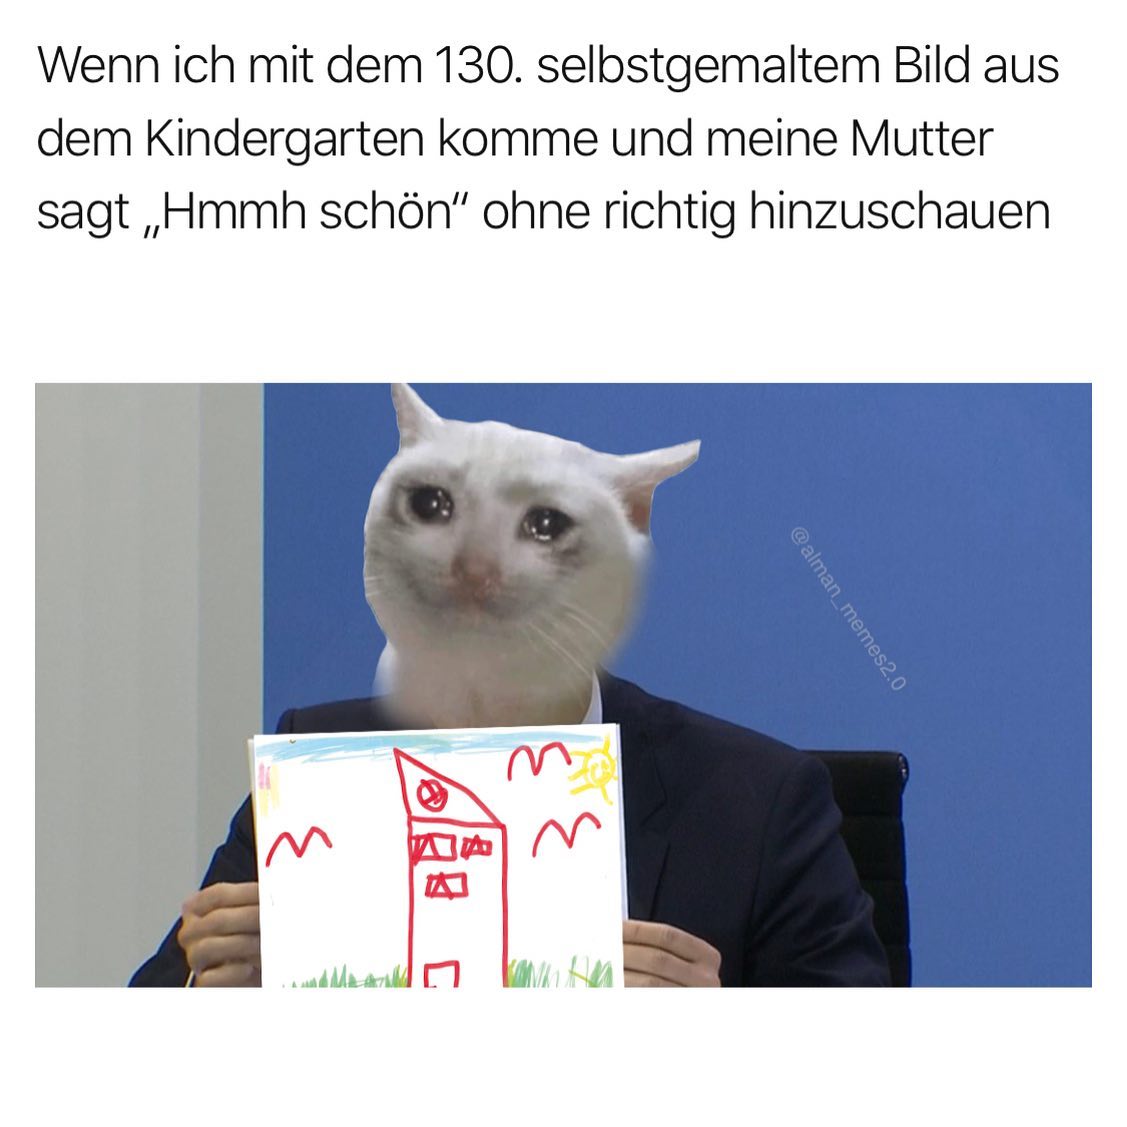 Wenn ich mit dem 130. selbstgemaltem Bild aus
dem Kindergarten komme und meine Mutter
sagt „Hmmh schön“ ohne richtig hinzuschauen
@alman_memes2.0